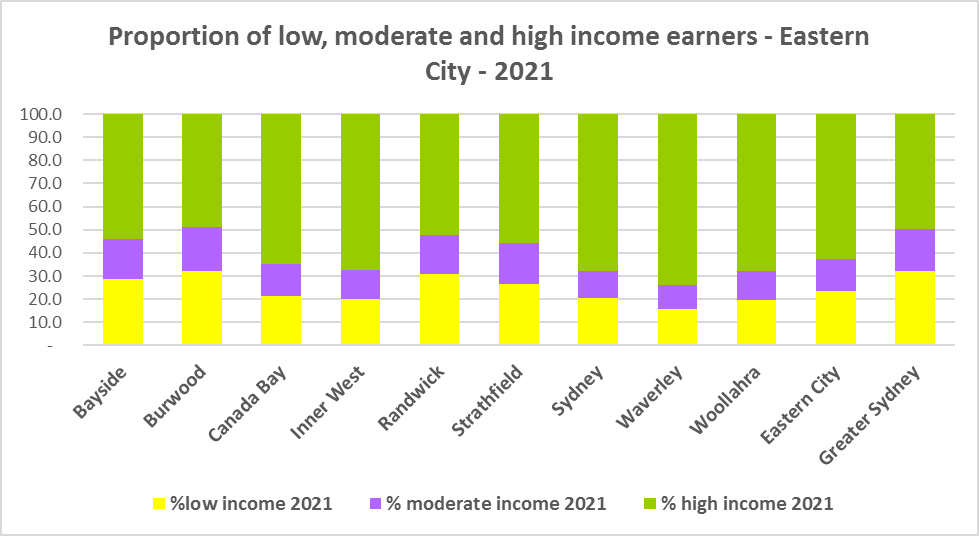 Proportion of low, moderate and high income earners - Eastern
City - 2021
100.0
90.0
80.0
70.0
60.0
50.0
40.0
30.0
20.0
10.0
-
Bayside
Burwood
Canada Bay
Inner West
Randwick
Strathfield
Sydney
Waverley
Woollahra
Eastern City
Greater Sydney
%low income 2021
% moderate income 2021
% high income 2021